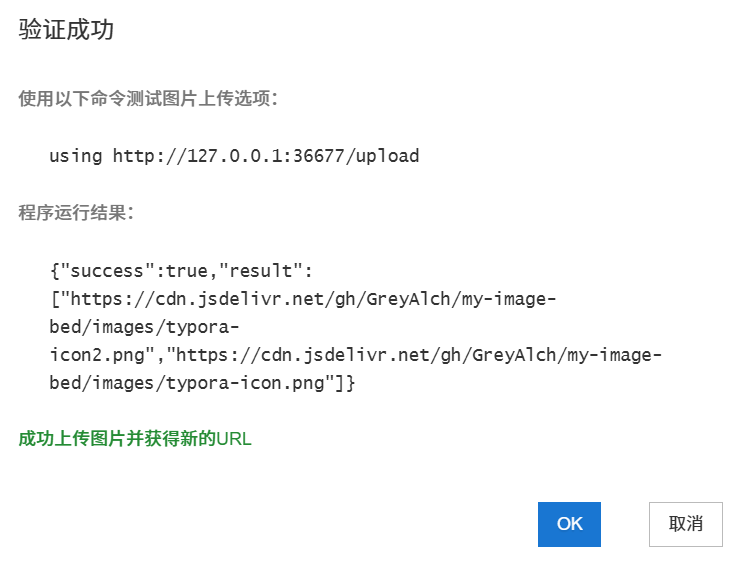 验证成功
使用以下命令测试图片上传选项：
using http://127.0.0.1:36677/upload
程序运行结果：
{"success":true,"result":
["https://cdn.jsdelivr.net/gh/GreyAlch/my-image-
bed/images/typora-
icon2.png","https://cdn.jsdelivr.net/gh/GreyAlch/my-image-
bed/images/typora-icon.png"]}
成功上传图片并获得新的URL
OK
取消